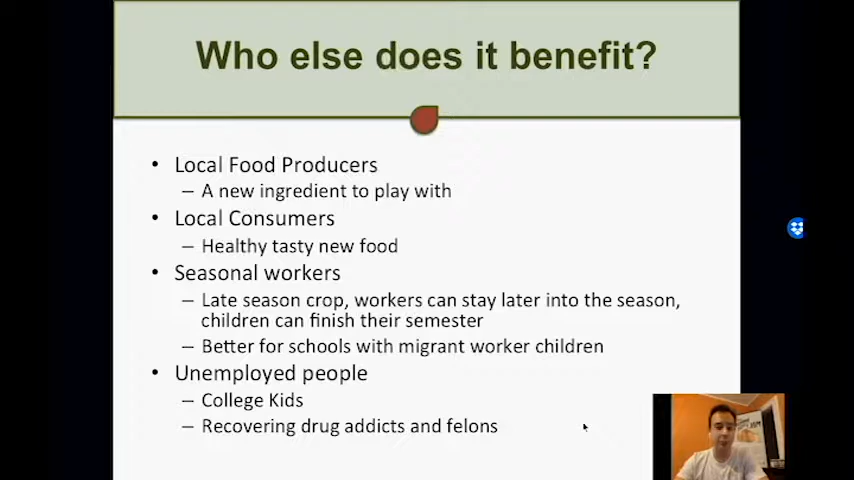 Who else does it benefit?
• Local Food Producers
– A new ingredient to play with
• Local Consumers
– Healthy tasty new food
• Seasonal workers
– Late season crop, workers can stay later into the season,
children can finish their semester
– Better for schools with migrant worker children
• Unemployed people
– College Kids
– Recovering drug addicts and felons